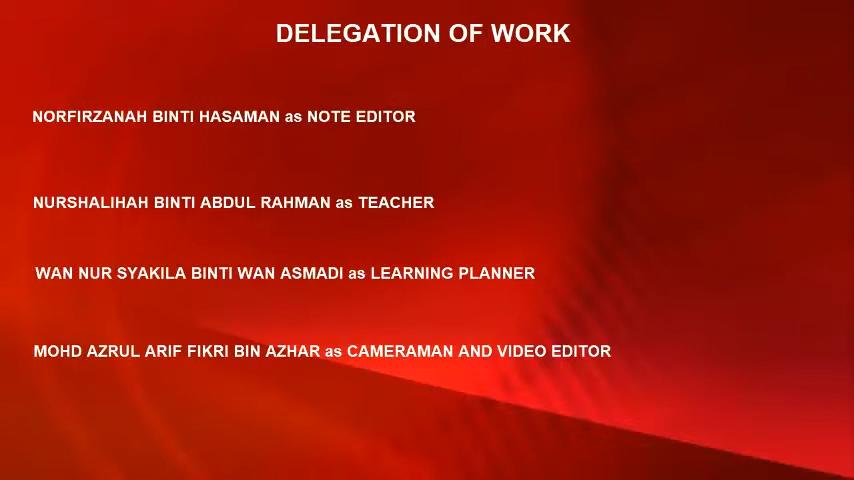 DELEGATION OF WORK
NORFIRZANAH BINTI HASAMAN as NOTE EDITOR
NURSHALIHAH BINTI ABDUL RAHMAN as TEACHER
WAN NUR SYAKILA BINTI WAN ASMADI as LEARNING PLANNER
MOHD AZRUL ARIF FIKRI BIN AZHAR as CAMERAMAN AND VIDEO EDITOR